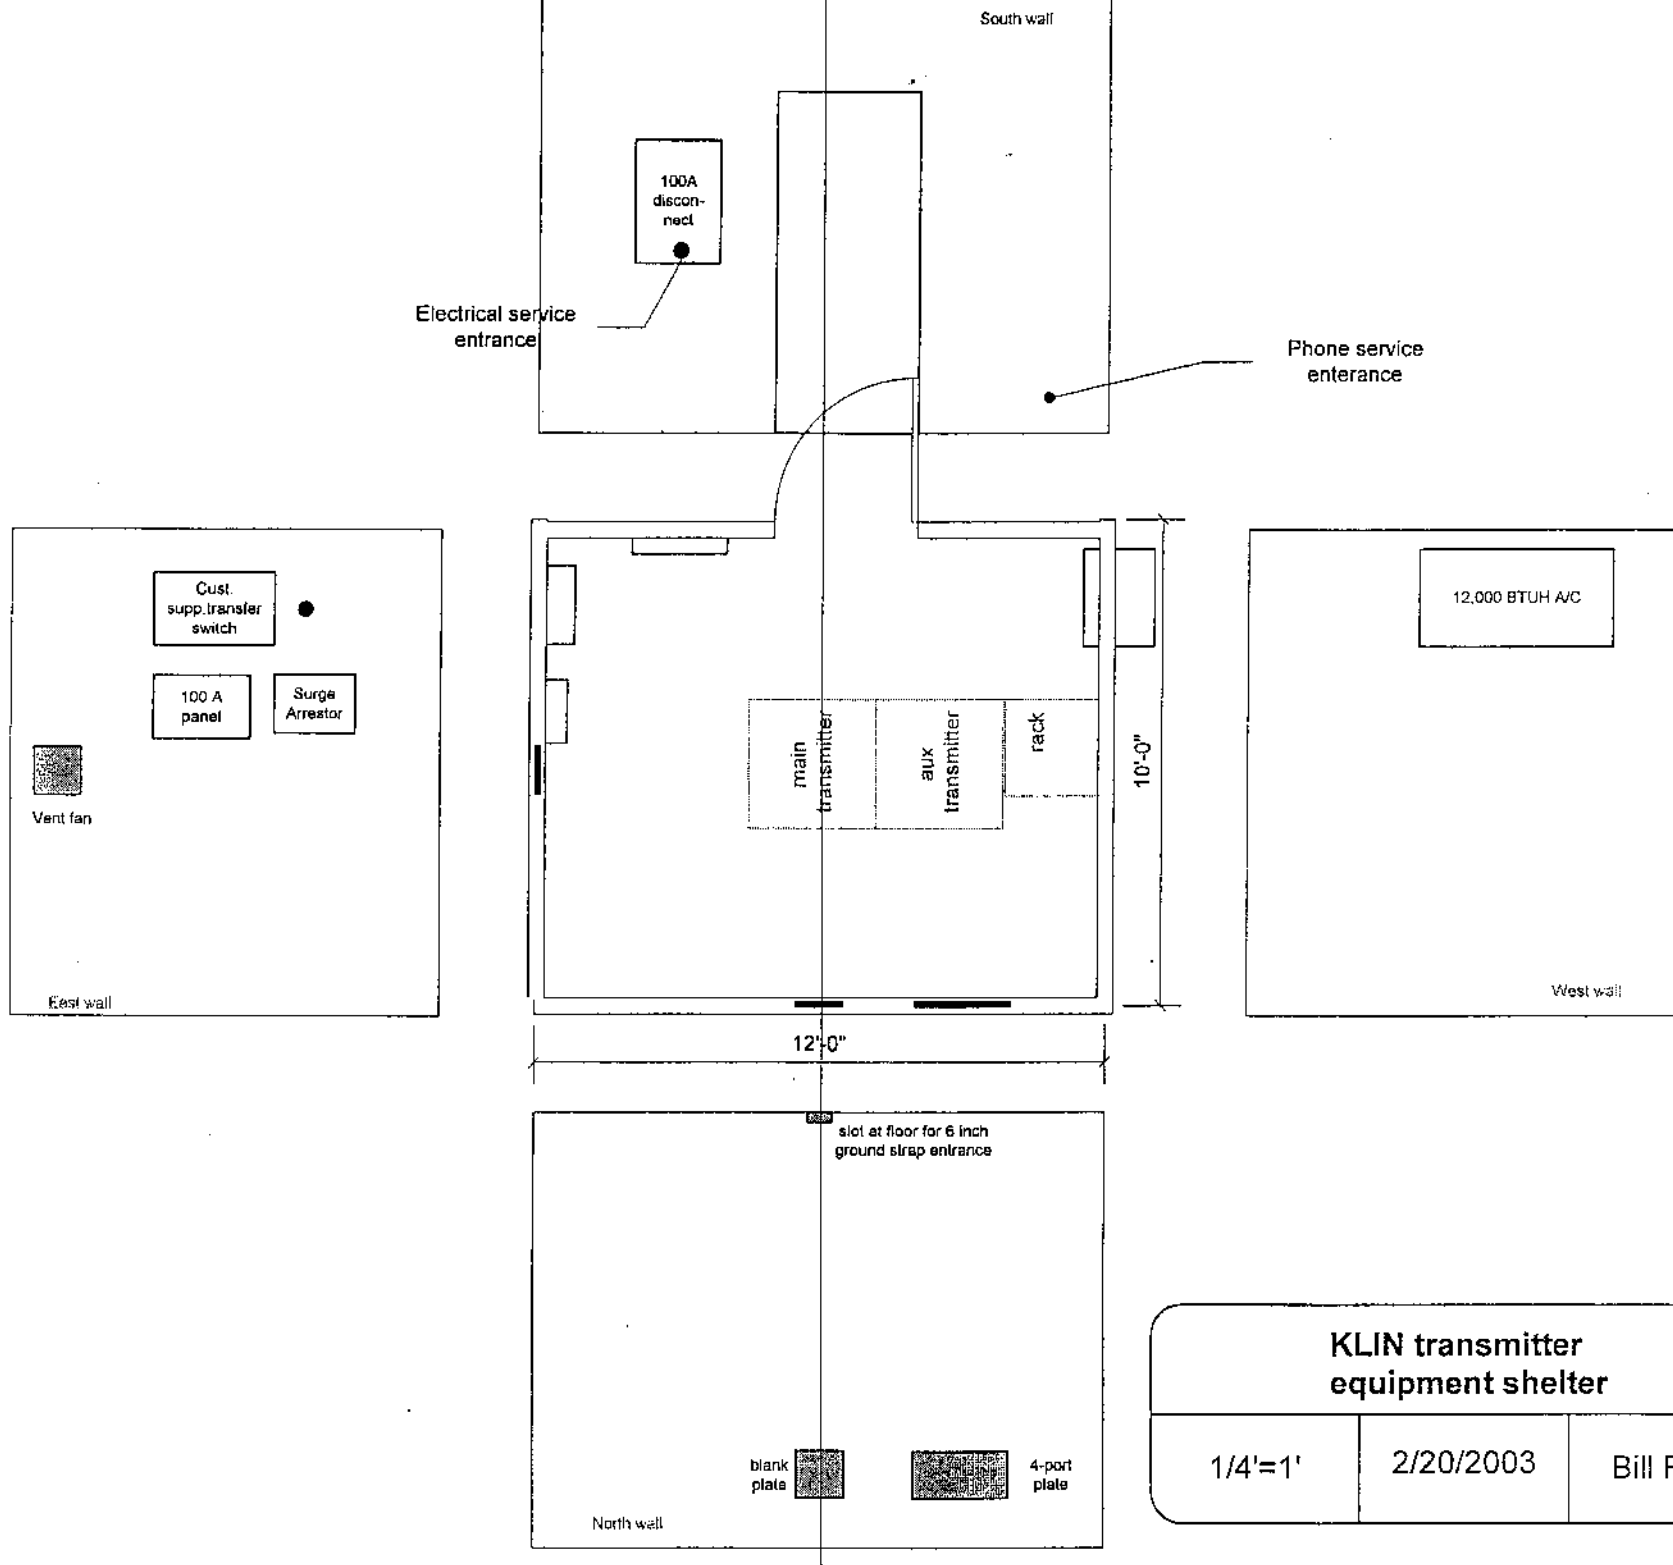 South wall
100A
discon-
nect
Electrical service
entrance
Phone service
enterance
Cust.
supp.transfer
switch
100 A
panel
Surge
Arrestor
Vent fan
East wall
main
transmitter
aux
transmitter
rack
10'-0"
12'-0"
12,000 BTUH A/C
West wall
slot at floor for 6 inch
ground strap entrance
blank
plate
4-port
plate
North wall
KLIN transmitter
equipment shelter
1/4'=1'
2/20/2003
Bill